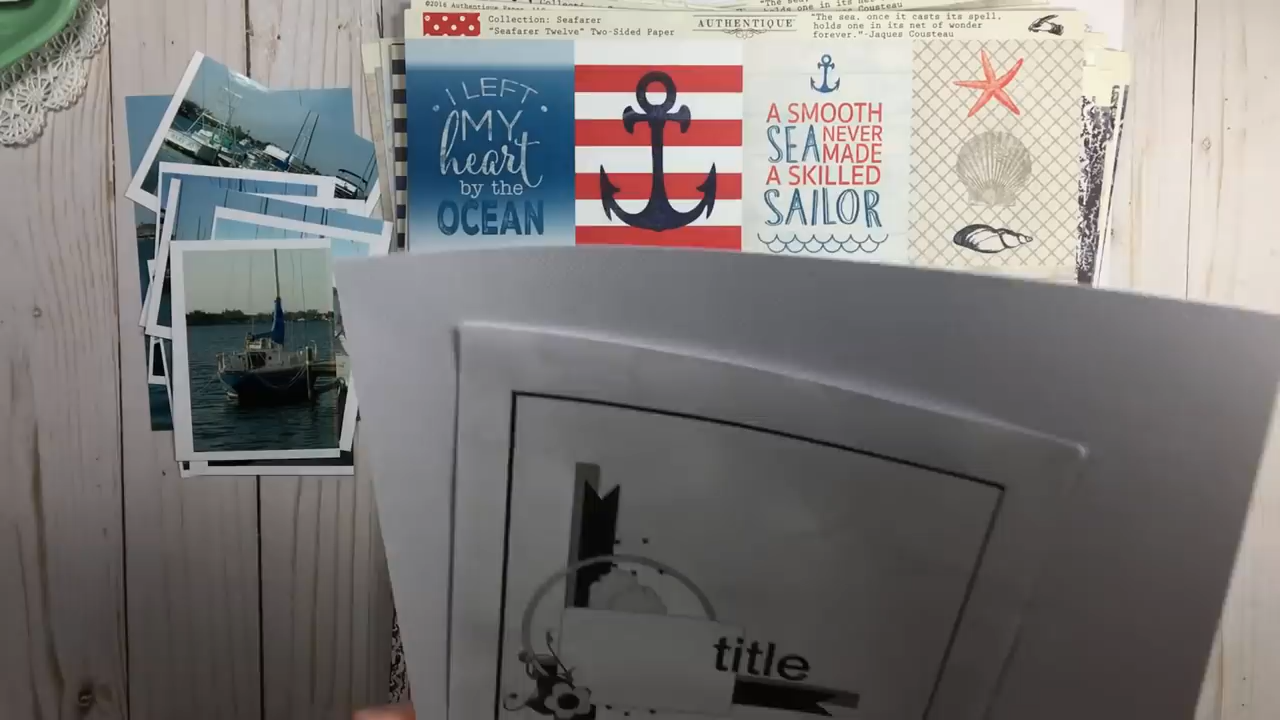 ©2016 Authentique
Collection: Seafarer
"Seafarer Twelve" Two-Sided Paper
AUTHENTIQUE
"The sea, once it casts its spell,
holds one in its net of wonder
forever."-Jaques Cousteau
I LEFT
MY
heart
by the
OCEAN
A SMOOTH
SEA NEVER
MADE
A SKILLED
SAILOR
title